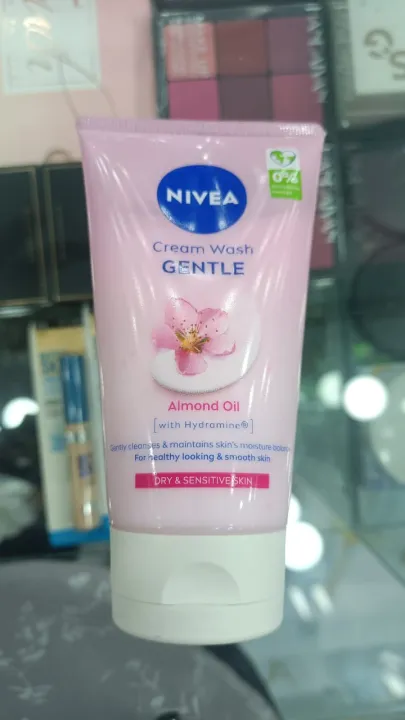 NIVEA
0%
Cream Wash
GENTLE
Almond Oil
[with Hydramine®]
Gently cleanses & maintains skin's moisture balance
For healthy looking & smooth skin
DRY & SENSITIVE SKIN